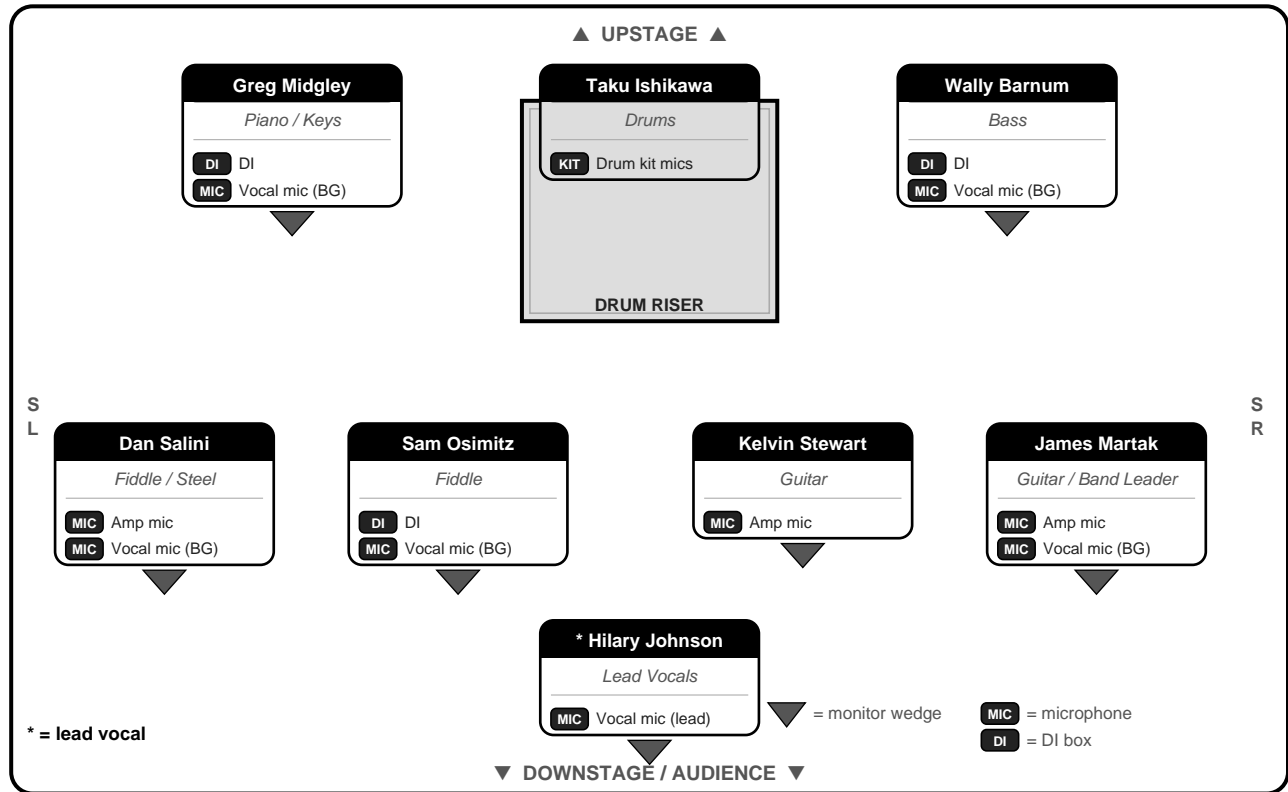 ▲ UPSTAGE ▲
Greg Midgley
Piano / Keys
DI DI
MIC Vocal mic (BG)
Taku Ishikawa
Drums
KIT Drum kit mics
DRUM RISER
Wally Barnum
Bass
DI DI
MIC Vocal mic (BG)
S
L
S
R
Dan Salini
Fiddle / Steel
MIC Amp mic
MIC Vocal mic (BG)
Sam Osimitz
Fiddle
DI DI
MIC Vocal mic (BG)
Kelvin Stewart
Guitar
MIC Amp mic
James Martak
Guitar / Band Leader
MIC Amp mic
MIC Vocal mic (BG)
* Hilary Johnson
Lead Vocals
MIC Vocal mic (lead)
* = lead vocal
= monitor wedge
MIC = microphone
DI = DI box
▼ DOWNSTAGE / AUDIENCE ▼